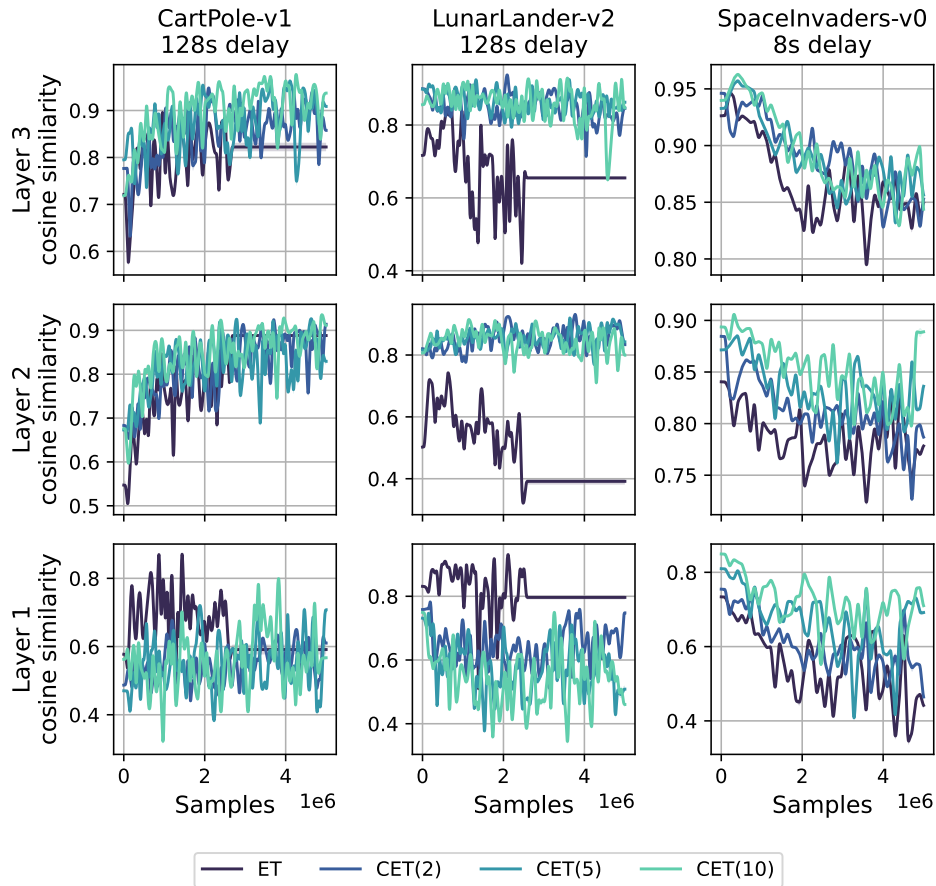 CartPole-v1
128s delay
LunarLander-v2
128s delay
SpaceInvaders-v0
8s delay
Layer 3
cosine similarity
0.9
0.8
0.7
0.6
0.8
0.6
0.4
0.95
0.90
0.85
0.80
Layer 2
cosine similarity
0.9
0.8
0.7
0.6
0.5
0.8
0.6
0.4
0.90
0.85
0.80
0.75
Layer 1
cosine similarity
0.8
0.6
0.4
0.8
0.6
0.4
0.8
0.6
0.4
0 2 4
0 2 4
0 2 4
Samples 1e6
Samples 1e6
Samples 1e6
ET CET(2) CET(5) CET(10)